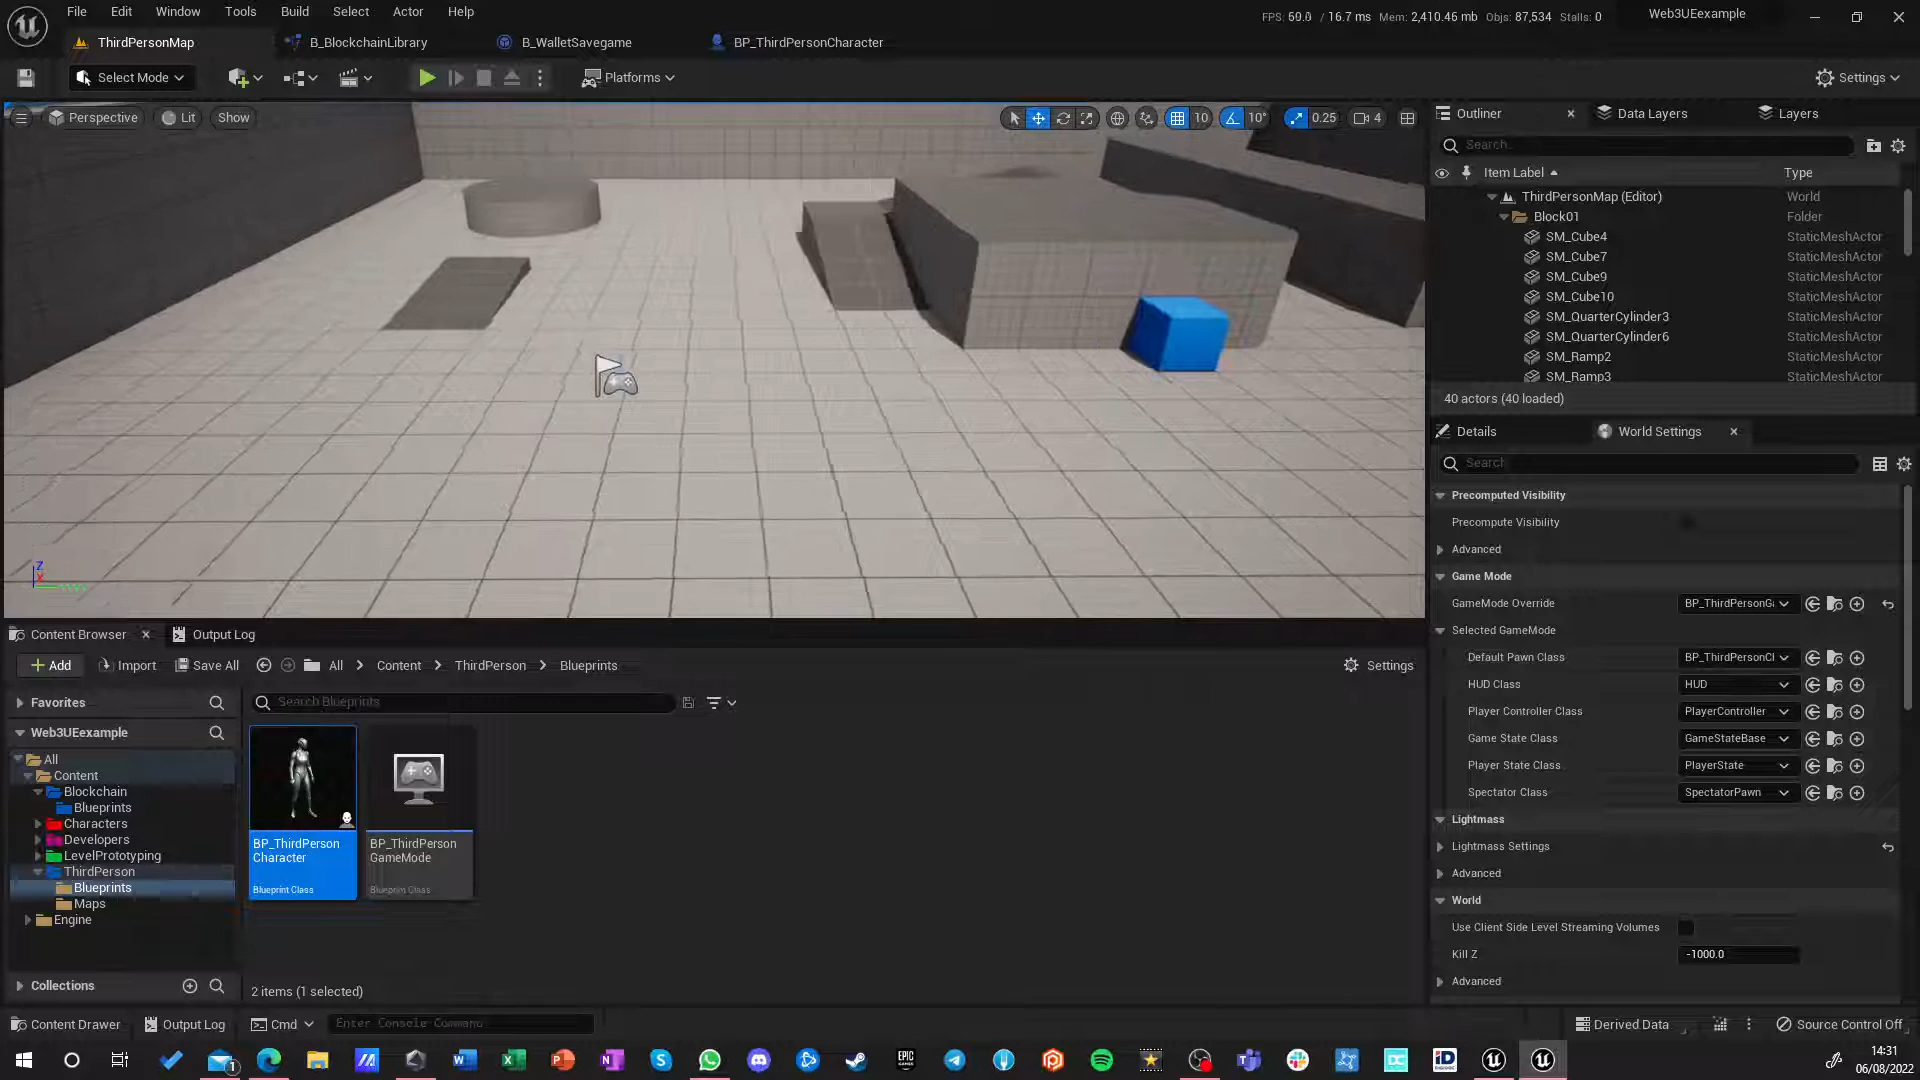 File Edit Window Tools Build Select Actor Help
FPS: 60.0 / 16.7 ms Mem: 2,410.46 mb Objs: 87,534 Stalls: 0
Web3UEexample
ThirdPersonMap
B_BlockchainLibrary
B_WalletSavegame
BP_ThirdPersonCharacter
Select Mode
Platforms
Settings
Perspective
Lit
Show
10
10°
0.25
4
Outliner
Data Layers
Layers
Search...
Item Label
Type
ThirdPersonMap (Editor) World
Block01 Folder
SM_Cube4 StaticMeshActor
SM_Cube7 StaticMeshActor
SM_Cube9 StaticMeshActor
SM_Cube10 StaticMeshActor
SM_QuarterCylinder3 StaticMeshActor
SM_QuarterCylinder6 StaticMeshActor
SM_Ramp2 StaticMeshActor
SM_Ramp3 StaticMeshActor
40 actors (40 loaded)
Details
World Settings
Search
Precomputed Visibility
Precompute Visibility
Advanced
Game Mode
GameMode Override BP_ThirdPersonG
Selected GameMode
Default Pawn Class BP_ThirdPersonCl
HUD Class HUD
Player Controller Class PlayerController
Game State Class GameStateBase
Player State Class PlayerState
Spectator Class SpectatorPawn
Lightmass
Lightmass Settings
Advanced
World
Use Client Side Level Streaming Volumes
Kill Z -1000.0
Advanced
Z
X
Content Browser
Output Log
Add
Import
Save All
All
Content
ThirdPerson
Blueprints
Settings
Favorites
Search Blueprints
Web3UEexample
All
Content
Blockchain
Blueprints
Characters
Developers
LevelPrototyping
ThirdPerson
Blueprints
Maps
Engine
BP_ThirdPerson
Character
Blueprint Class
BP_ThirdPerson
GameMode
Blueprint Class
Collections
2 items (1 selected)
Content Drawer
Output Log
Cmd
Enter Console Command
Derived Data
Source Control Off
1
EPIC
GAMES
iD
14:31
06/08/2022